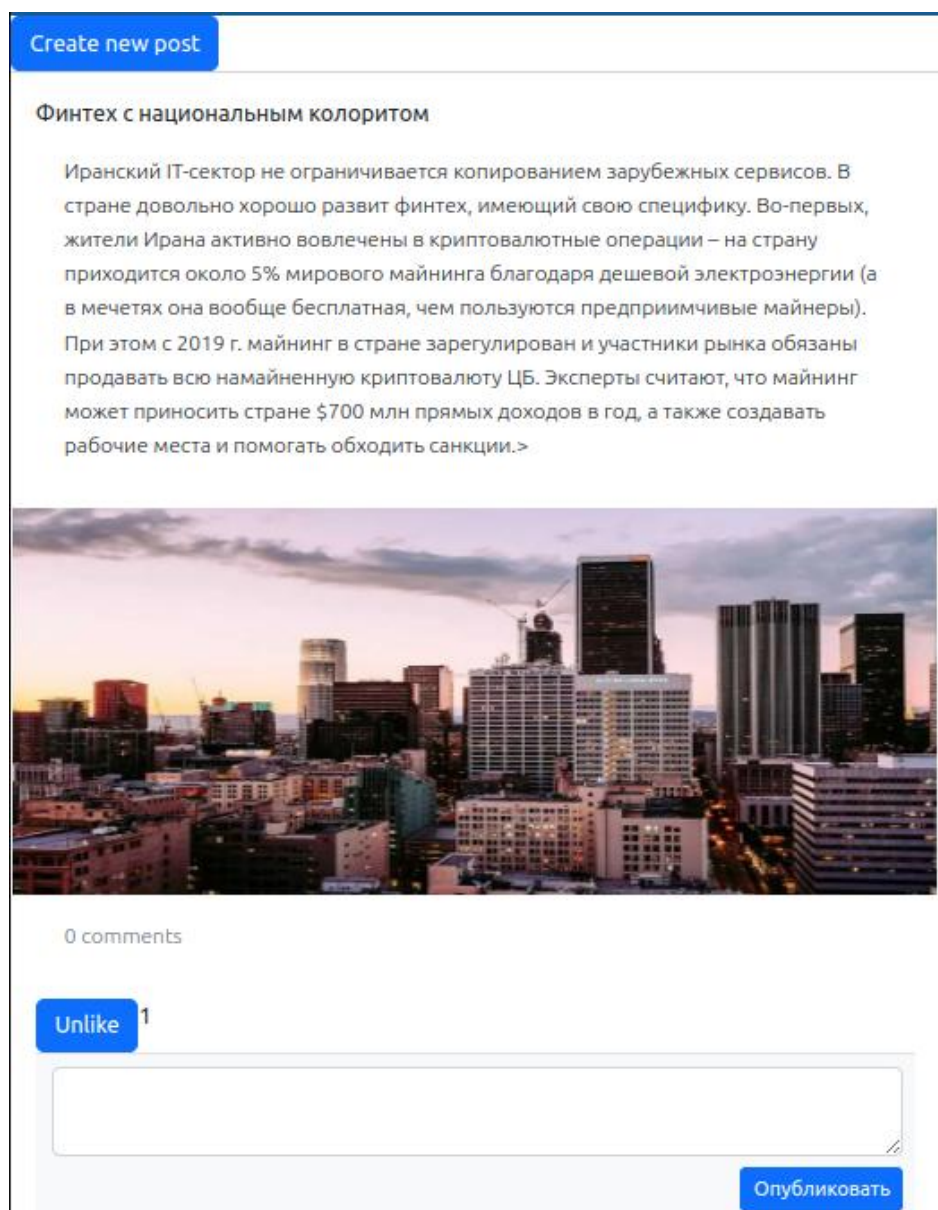 Create new post
Финтех с национальным колоритом
Иранский IT-сектор не ограничивается копированием зарубежных сервисов. В
стране довольно хорошо развит финтех, имеющий свою специфику. Во-первых,
жители Ирана активно вовлечены в криптовалютные операции – на страну
приходится около 5% мирового майнинга благодаря дешевой электроэнергии (а
в мечетях она вообще бесплатная, чем пользуются предприимчивые майнеры).
При этом с 2019 г. майнинг в стране зарегулирован и участники рынка обязаны
продавать всю намайненную криптовалюту ЦБ. Эксперты считают, что майнинг
может приносить стране $700 млн прямых доходов в год, а также создавать
рабочие места и помогать обходить санкции.>
0 comments
Unlike 1
Опубликовать